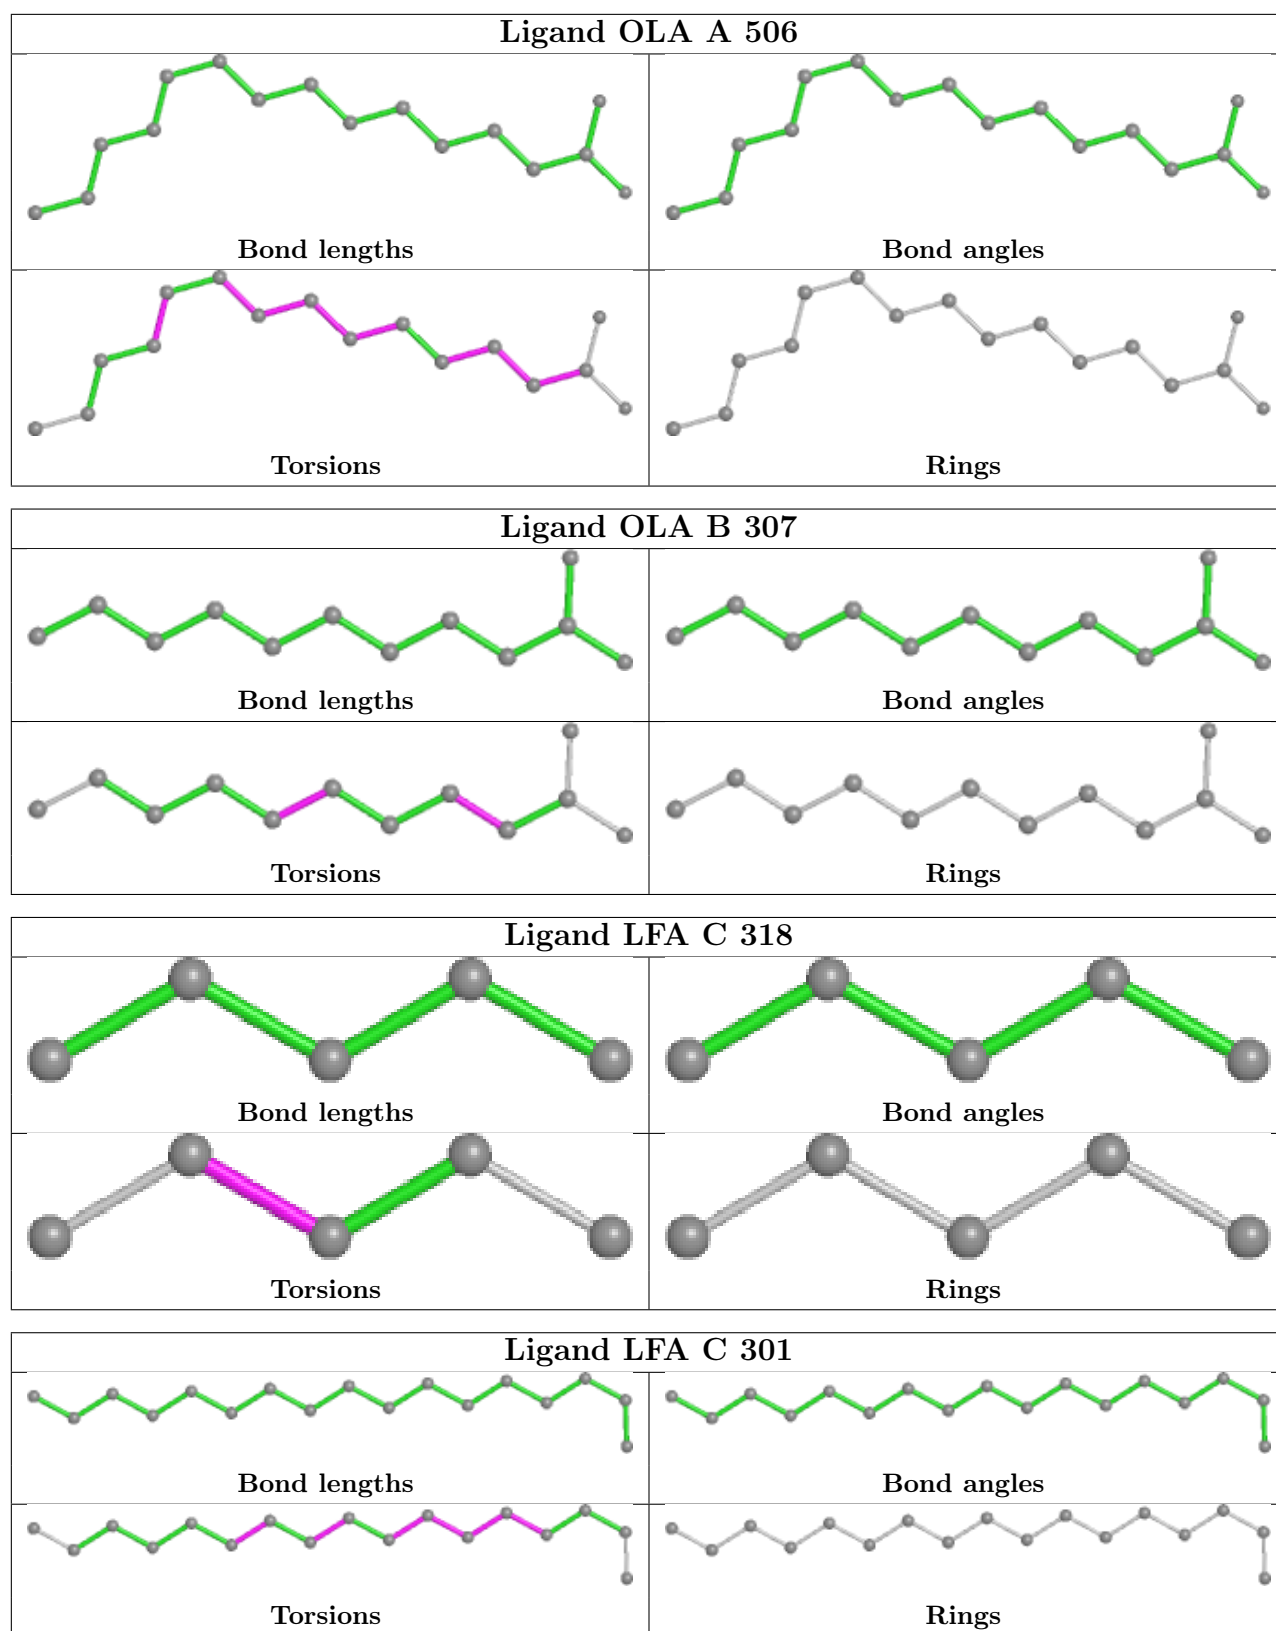 Ligand OLA A 506
Bond lengths
Bond angles
Torsions
Rings
Ligand OLA B 307
Bond lengths
Bond angles
Torsions
Rings
Ligand LFA C 318
Bond lengths
Bond angles
Torsions
Rings
Ligand LFA C 301
Bond lengths
Bond angles
Torsions
Rings